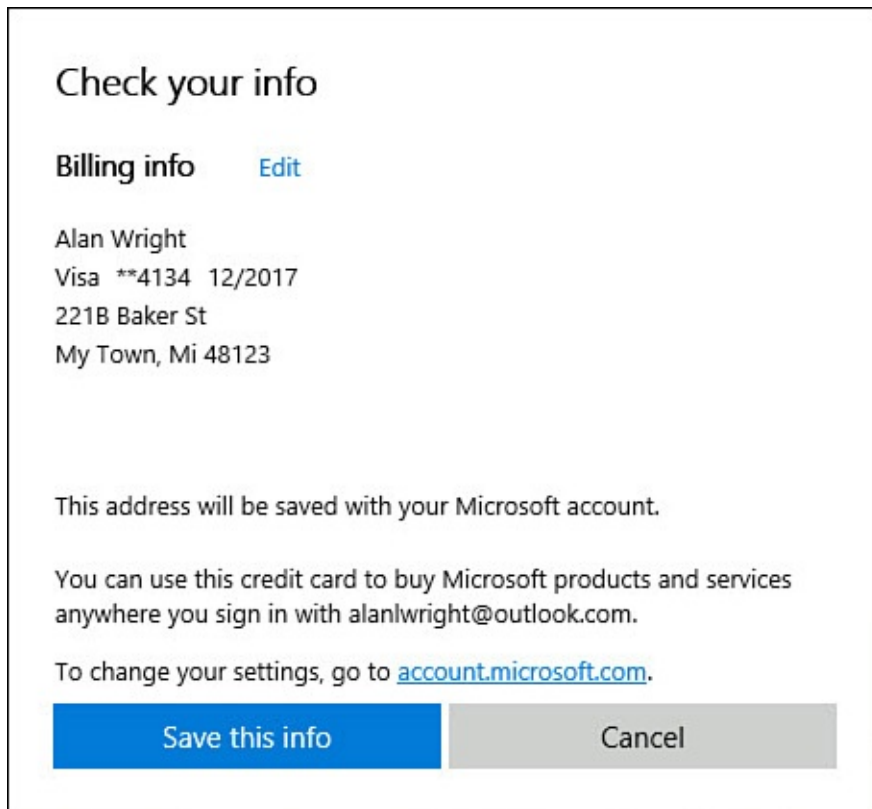 Check your info
Billing info Edit
Alan Wright
Visa **4134 12/2017
221B Baker St
My Town, Mi 48123
This address will be saved with your Microsoft account.
You can use this credit card to buy Microsoft products and services
anywhere you sign in with alanlwright@outlook.com.
To change your settings, go to account.microsoft.com.
Save this info Cancel